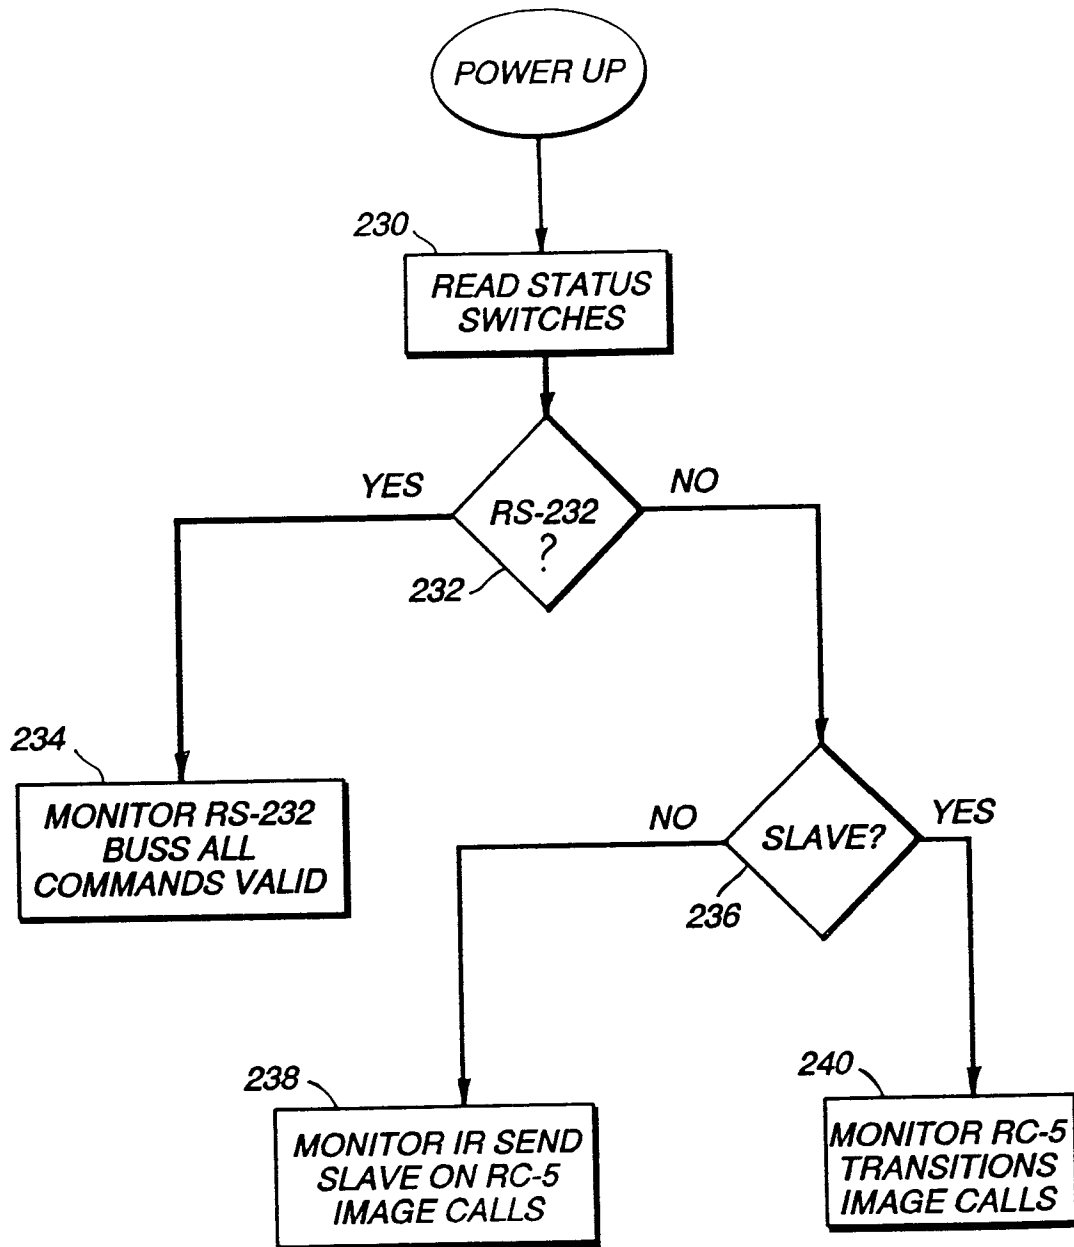 POWER UP
230
READ STATUS
SWITCHES
YES
NO
RS-232
?
232
234
MONITOR RS-232
BUSS ALL
COMMANDS VALID
NO
YES
SLAVE?
236
238
MONITOR IR SEND
SLAVE ON RC-5
IMAGE CALLS
240
MONITOR RC-5
TRANSITIONS
IMAGE CALLS